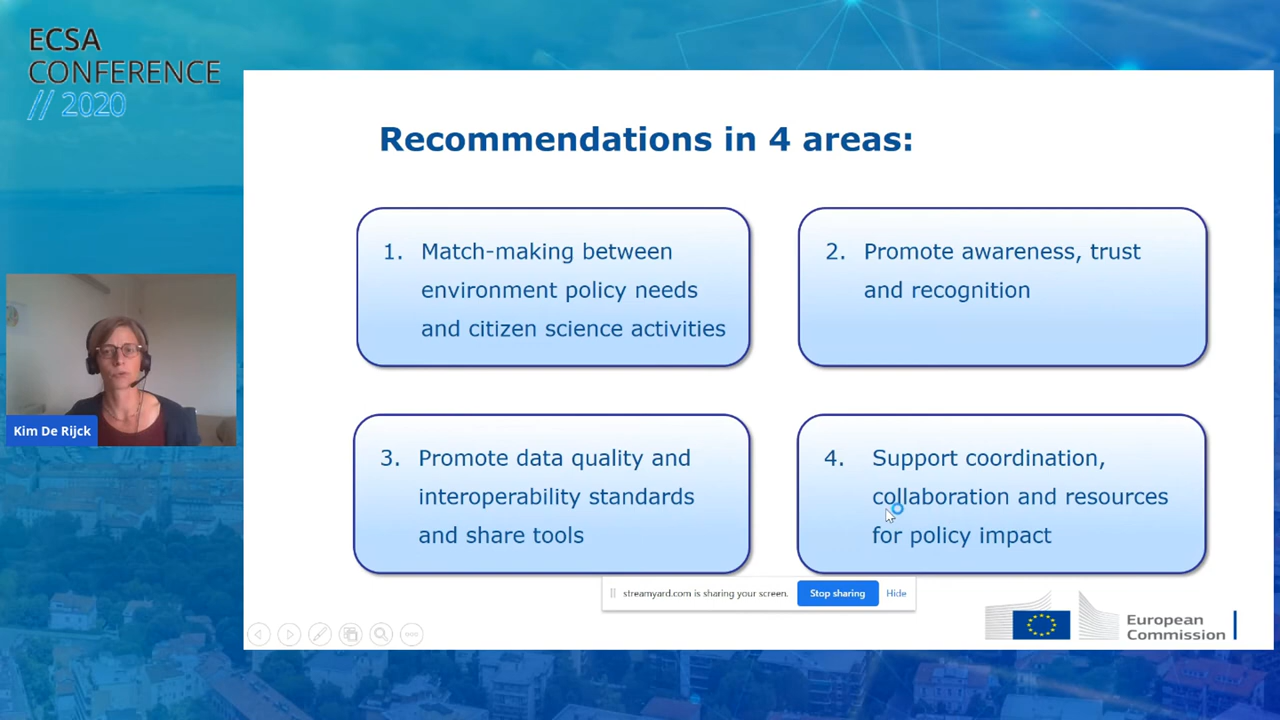 ECSA
CONFERENCE
// 2020
Recommendations in 4 areas:
1. Match-making between
environment policy needs
and citizen science activities
2. Promote awareness, trust
and recognition
3. Promote data quality and
interoperability standards
and share tools
4. Support coordination,
collaboration and resources
for policy impact
Kim De Rijck
streamyard.com is sharing your screen.
Stop sharing
Hide
European
Commission